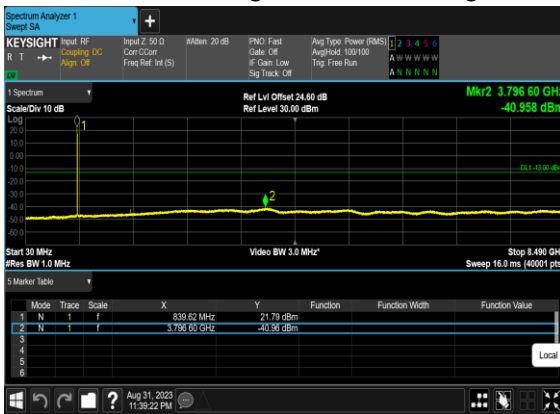 Spectrum Analyzer 1
Swept SA
KEYSIGHT
R T
LV
Input: RF
Coupling: DC
Align: Off
Input Z: 50 Ω
Corr CCorr
Freq Ref: Int (S)
#Atten: 20 dB
PNO: Fast
Gate: Off
IF Gain: Low
Sig Track: Off
Avg Type: Power (RMS)
Avg|Hold: 100/100
Trig: Free Run
1 2 3 4 5 6
A W W W W W
A N N N N N
1 Spectrum
Scale/Div 10 dB
Ref Lvl Offset 24.60 dB
Ref Level 30.00 dBm
Mkr2 3.796 60 GHz
-40.958 dBm
Log
20.0
10.0
0.00
-10.0
-20.0
-30.0
-40.0
-50.0
-60.0
1
2
DL1 -13.00 dBm
Start 30 MHz
#Res BW 1.0 MHz
Video BW 3.0 MHz*
Stop 8.490 GH
Sweep 16.0 ms (40001 pts
5 Marker Table
Mode Trace Scale X Y Function Function Width Function Value
1 N 1 f 839.62 MHz 21.79 dBm
2 N 1 f 3.796 60 GHz -40.96 dBm
3
4
5
6
Local
?
Aug 31, 2023
11:39:22 PM